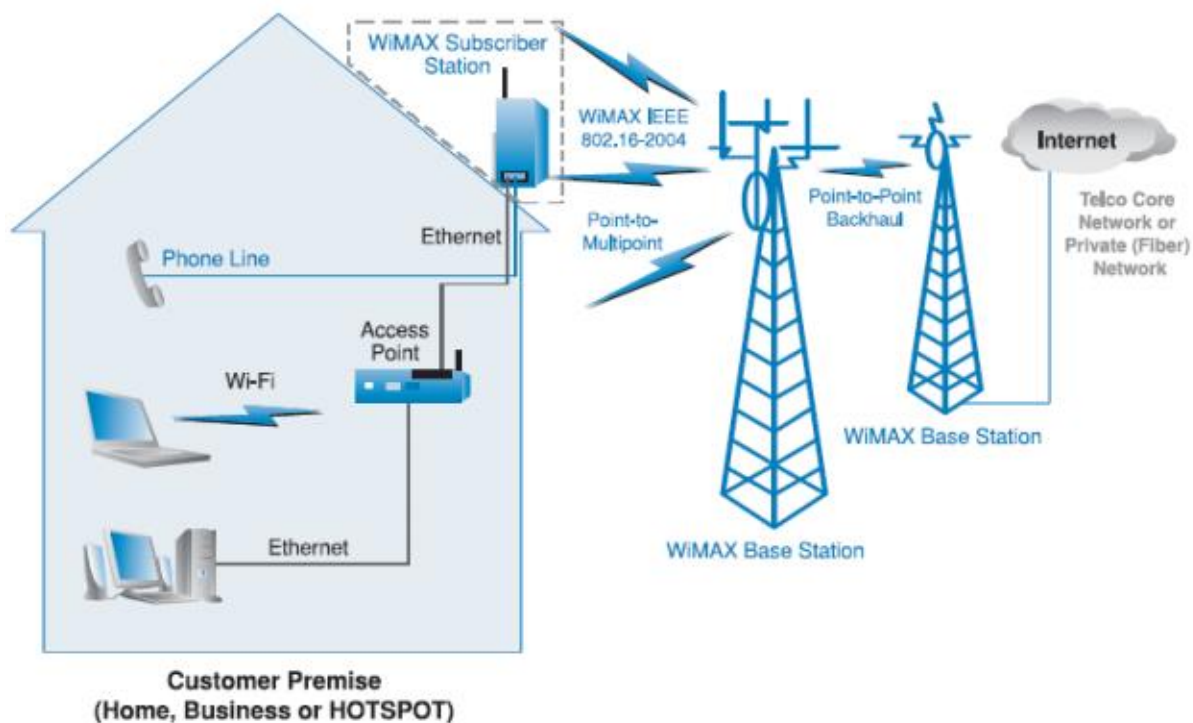 WiMAX Subscriber
Station
WiMAX IEEE
802.16-2004
Internet
Point-to-Point
Backhaul
Telco Core
Network or
Private (Fiber)
Network
Point-to-
Multipoint
Ethernet
Phone Line
Access
Point
Wi-Fi
WiMAX Base Station
Ethernet
WiMAX Base Station
Customer Premise
(Home, Business or HOTSPOT)